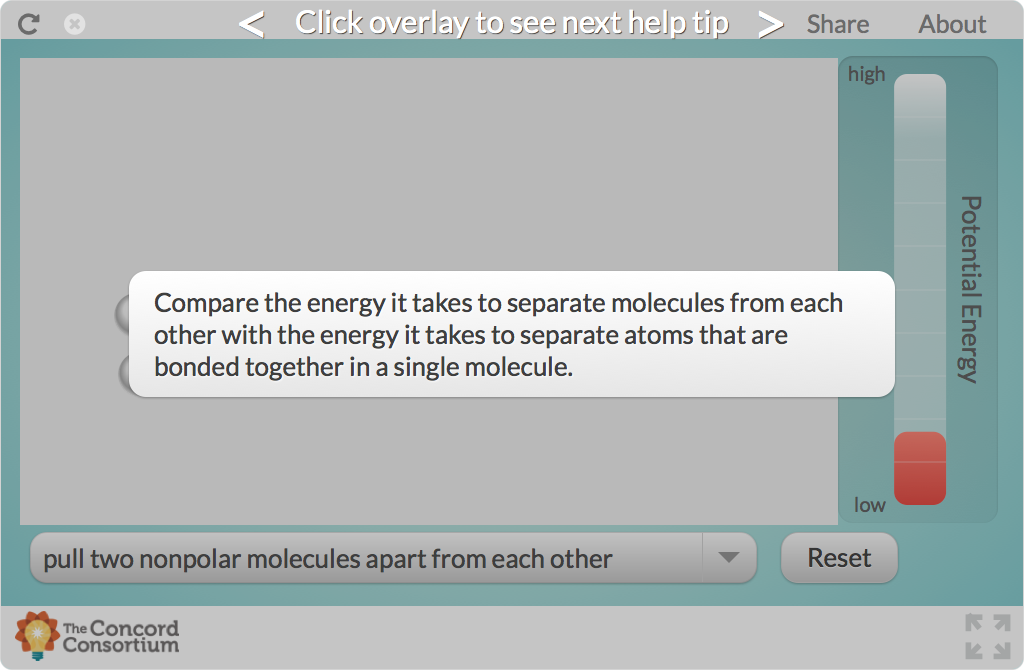 Click overlay to see next help tip
Share
About
high
Potential Energy
Compare the energy it takes to separate molecules from each
other with the energy it takes to separate atoms that are
bonded together in a single molecule.
low
pull two nonpolar molecules apart from each other
Reset
The Concord
Consortium